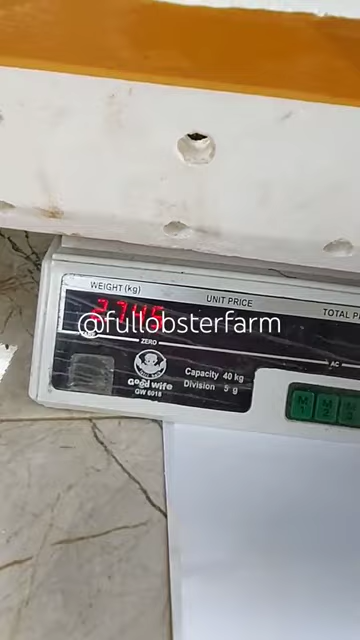 WEIGHT (kg)
UNIT PRICE
TOTAL
@fullobsterfarm
ZERO
AC
Good Wife
GW 6018
Capacity 40 kg
Division 5 g
M1
M2